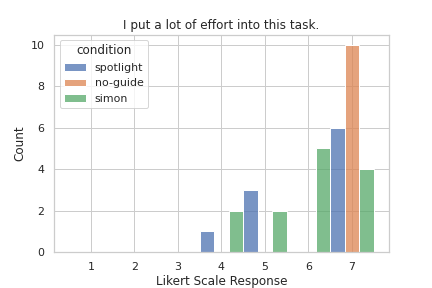 I put a lot of effort into this task.
condition
spotlight
no-guide
simon
Count
10
8
6
4
2
0
1 2 3 4 5 6 7
Likert Scale Response